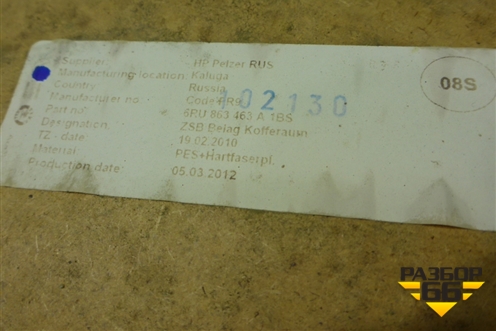 Supplier: HP Pelzer RUS
Manufacturing location: Kaluga
Country: Russia
Manufacturer no.: Code RR9
Part no.: 6RU 863 463 A 1BS
Designation: ZSB Belag Kofferaum
TZ - date: 19.02.2010
Material: PES+Hartfaserpl.
Production date: 05.03.2012
102130
08S
РАЗБОР
66